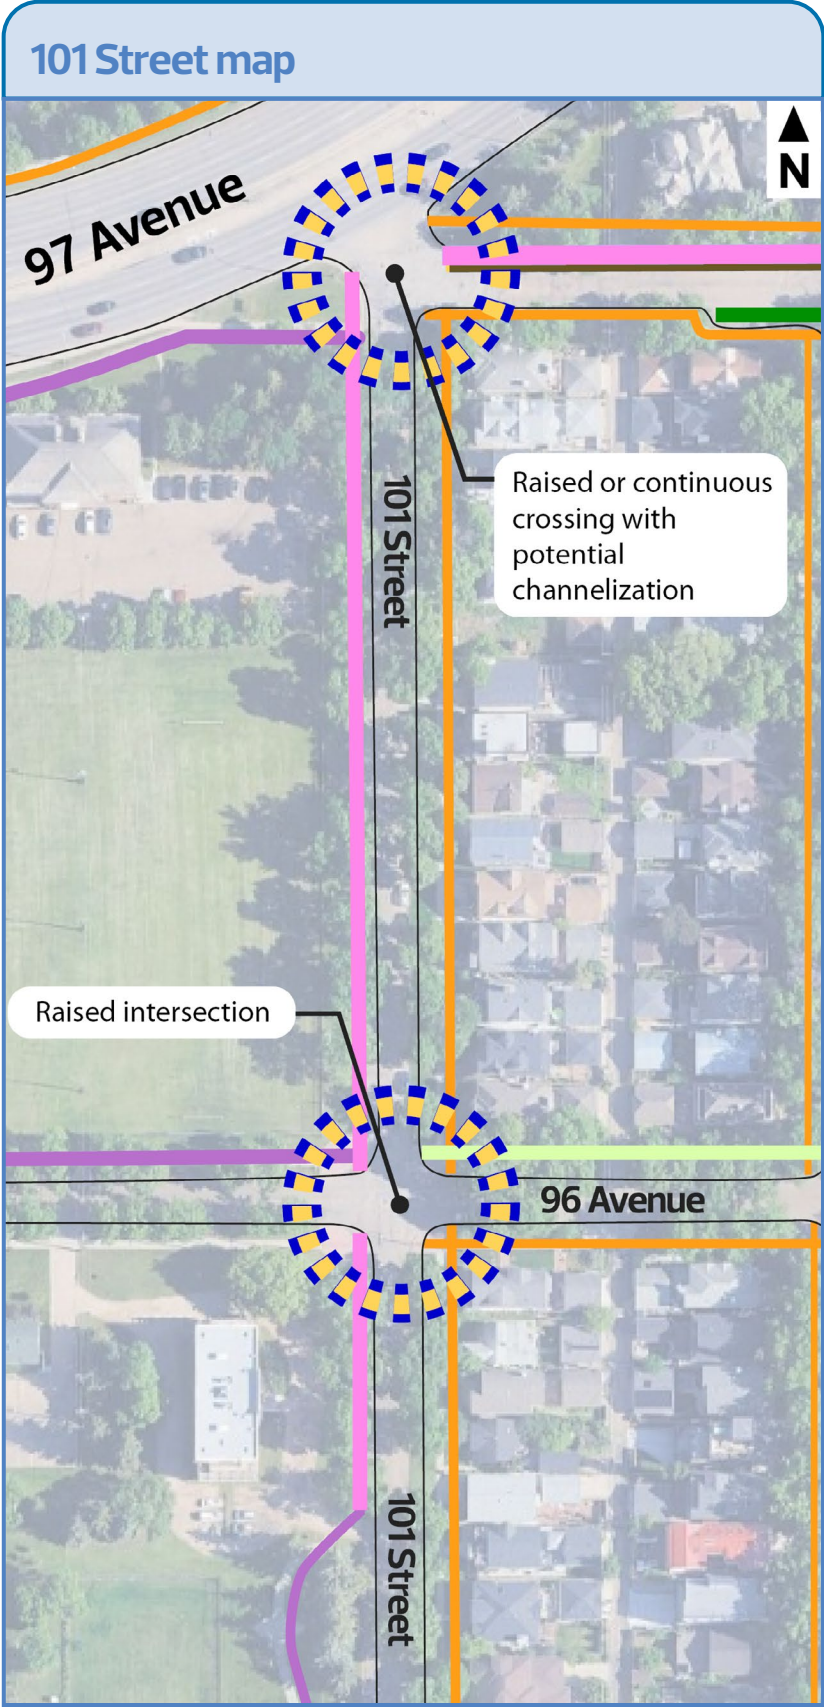 101 Street map
N
97 Avenue
101 Street
Raised or continuous
crossing with
potential
channelization
Raised intersection
96 Avenue
101 Street